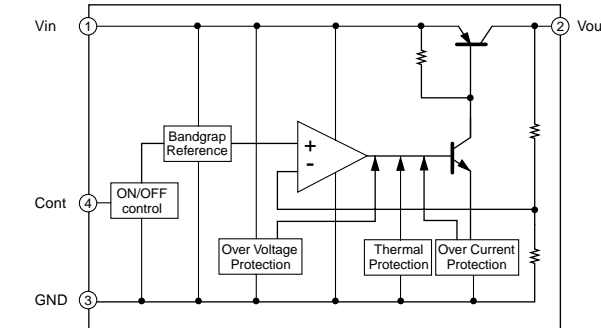 Vin 1 2 Vou
Bandgrap
Reference
+
-
ON/OFF
control
Cont 4
Over Voltage
Protection
Thermal
Protection
Over Current
Protection
GND 3